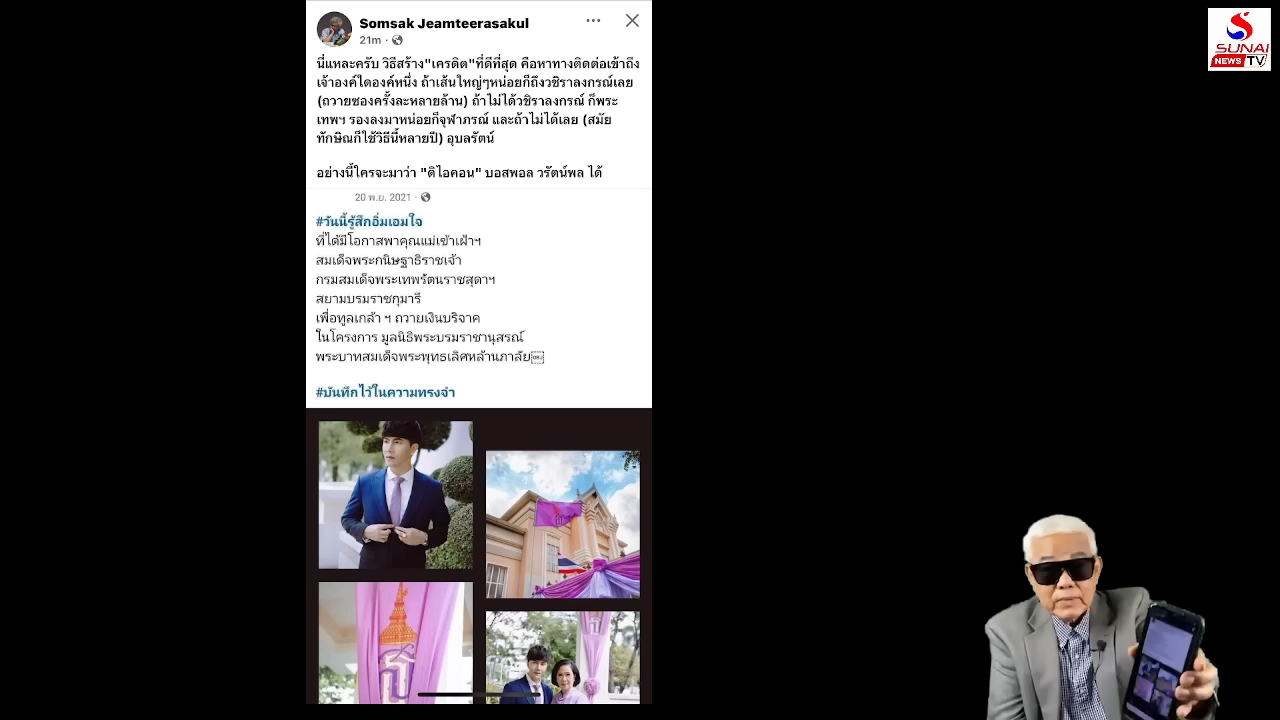 Somsak Jeamteerasakul
21m ·
นี่แหละครับ วิธีสร้าง"เครดิต"ที่ดีที่สุด คือหาทางติดต่อเข้าถึง
เจ้าองค์ใดองค์หนึ่ง ถ้าเส้นใหญ่ๆหน่อยก็ถึงวชิราลงกรณ์เลย
(ถวายซองครั้งละหลายล้าน) ถ้าไม่ได้วชิราลงกรณ์ ก็พระ
เทพฯ รองลงมาหน่อยก็จุฬาภรณ์ และถ้าไม่ได้เลย (สมัย
ทักษิณก็ใช้วิธีนี้หลายปี) อุบลรัตน์
อย่างนี้ใครจะมาว่า "ดิไอคอน" บอสพอล วรัตน์พล ได้
20 พ.ย. 2021 ·
#วันนี้รู้สึกอิ่มเอมใจ
ที่ได้มีโอกาสพาคุณแม่เข้าเฝ้าฯ
สมเด็จพระกนิษฐาธิราชเจ้า
กรมสมเด็จพระเทพรัตนราชสุดาฯ
สยามบรมราชกุมารี
เพื่อทูลเกล้า ฯ ถวายเงินบริจาค
ในโครงการ มูลนิธิพระบรมราชานุสรณ์
พระบาทสมเด็จพระพุทธเลิศหล้านภาลัย
#บันทึกไว้ในความทรงจำ
SUNAI
NEWS TV